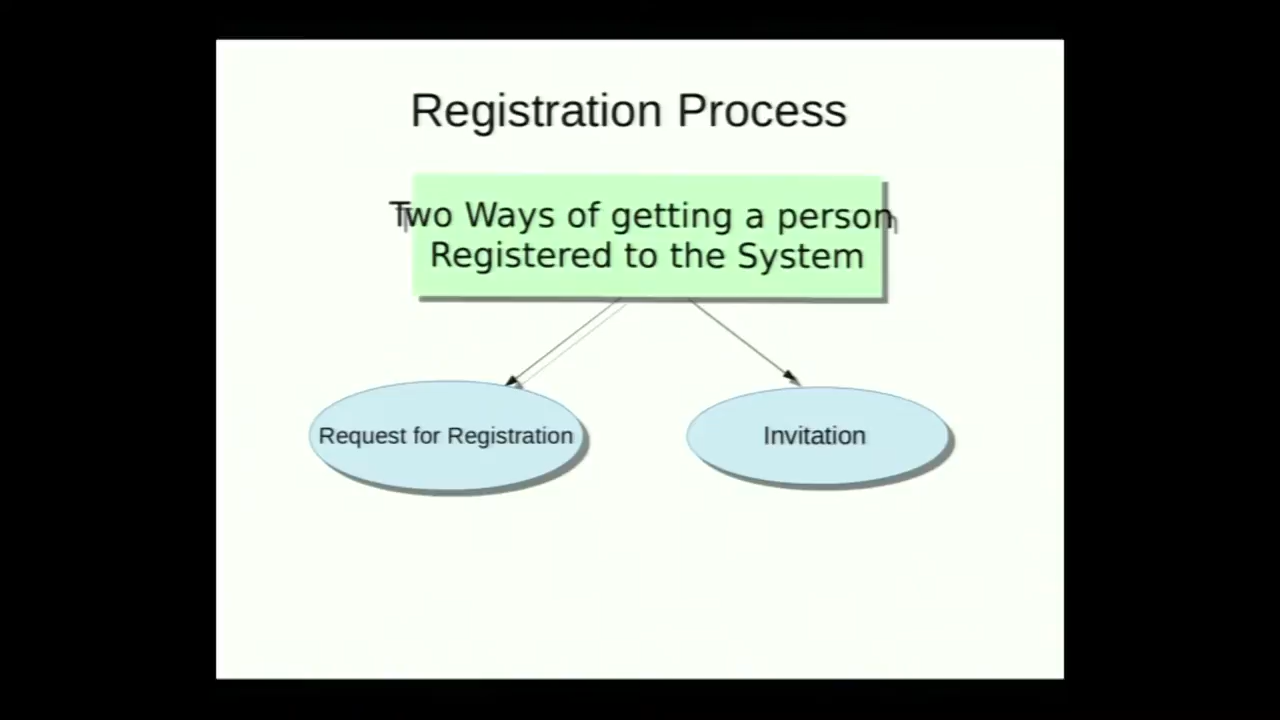 Registration Process
Two Ways of getting a person
Registered to the System
Request for Registration
Invitation